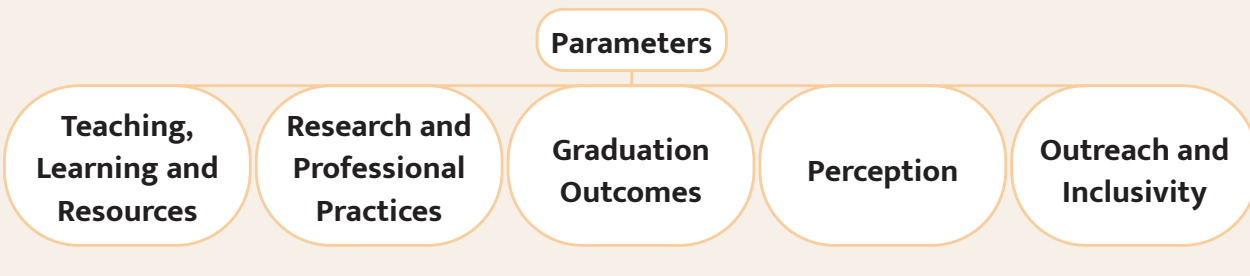 Parameters
Teaching,
Learning and
Resources
Research and
Professional
Practices
Graduation
Outcomes
Perception
Outreach and
Inclusivity